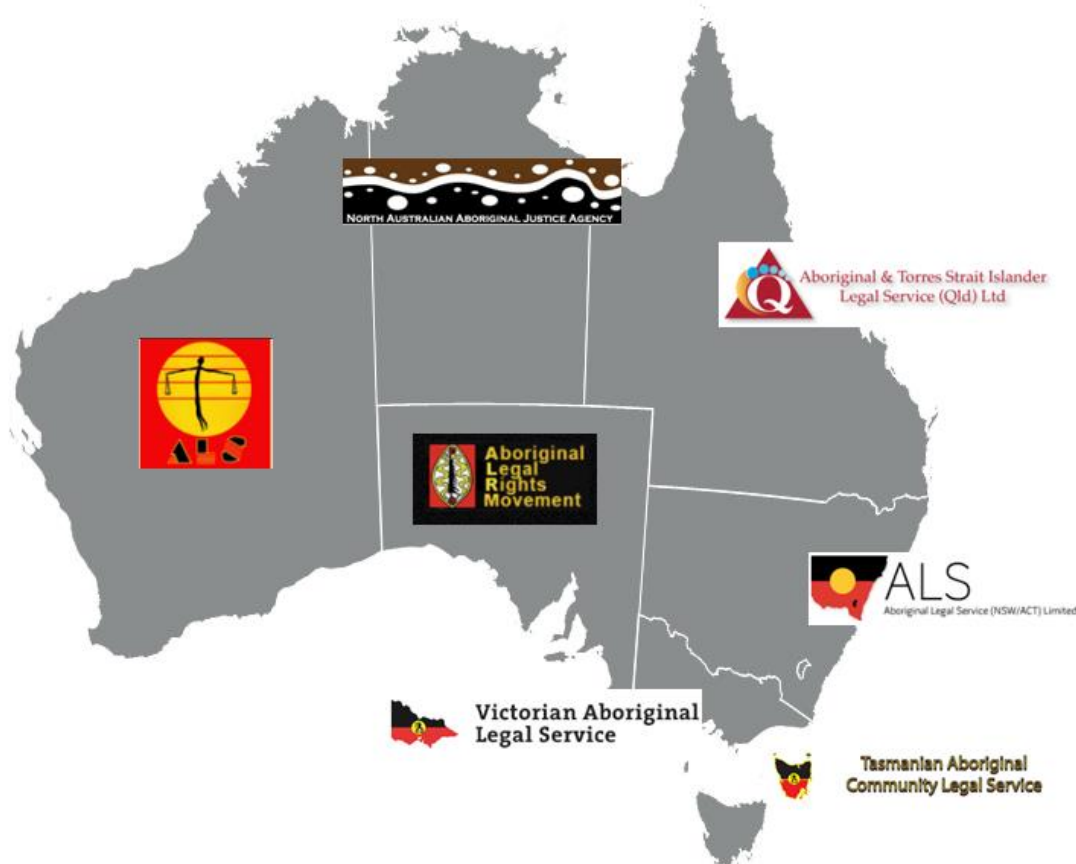 NORTH AUSTRALIAN ABORIGINAL JUSTICE AGENCY
Q
Aboriginal & Torres Strait Islander
Legal Service (Qld) Ltd
ALS
Aboriginal
Legal
Rights
Movement
ALS
Aboriginal Legal Service (NSW/ACT) Limited
Victorian Aboriginal
Legal Service
Tasmanian Aboriginal
Community Legal Service